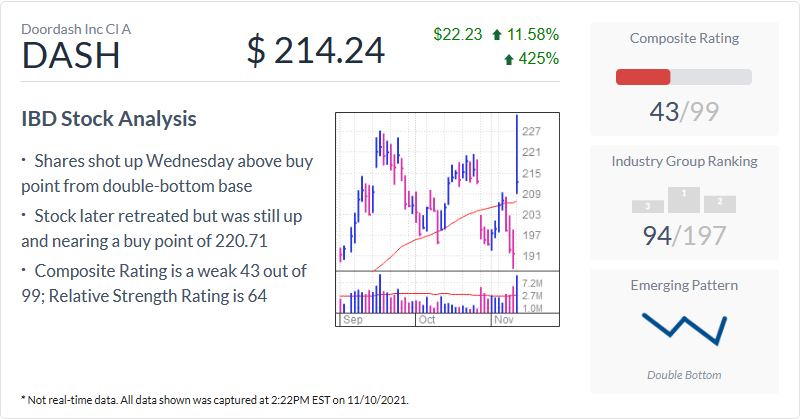 Doordash Inc Cl A
DASH
$ 214.24
$22.23 11.58%
425%
IBD Stock Analysis
• Shares shot up Wednesday above buy
point from double-bottom base
• Stock later retreated but was still up
and nearing a buy point of 220.71
• Composite Rating is a weak 43 out of
99; Relative Strength Rating is 64
227
221
215
209
203
197
191
7.2M
2.7M
1.0M
Sep Oct Nov
Composite Rating
43/99
Industry Group Ranking
3 1 2
94/197
Emerging Pattern
Double Bottom
* Not real-time data. All data shown was captured at 2:22PM EST on 11/10/2021.